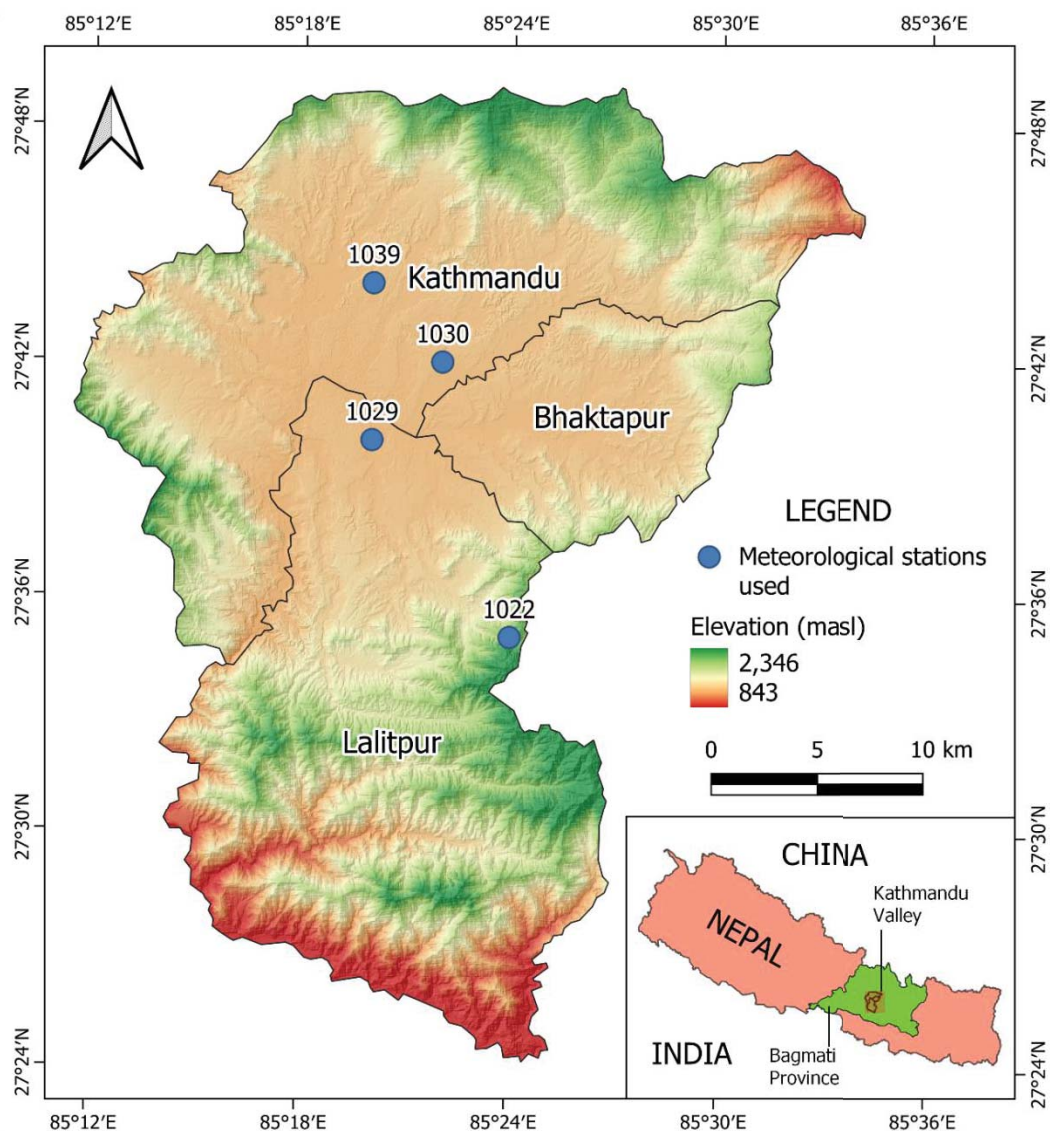 85°12′E 85°18′E 85°24′E 85°30′E 85°36′E
27°48′N
27°48′N
1039
Kathmandu
1030
27°42′N
27°42′N
1029
Bhaktapur
LEGEND
Meteorological stations
used
27°36′N
27°36′N
1022
Elevation (masl)
2,346
843
Lalitpur
0 5 10 km
27°30′N
27°30′N
CHINA
Kathmandu
Valley
NEPAL
INDIA
Bagmati
Province
27°24′N
27°24′N
85°12′E 85°18′E 85°24′E 85°30′E 85°36′E